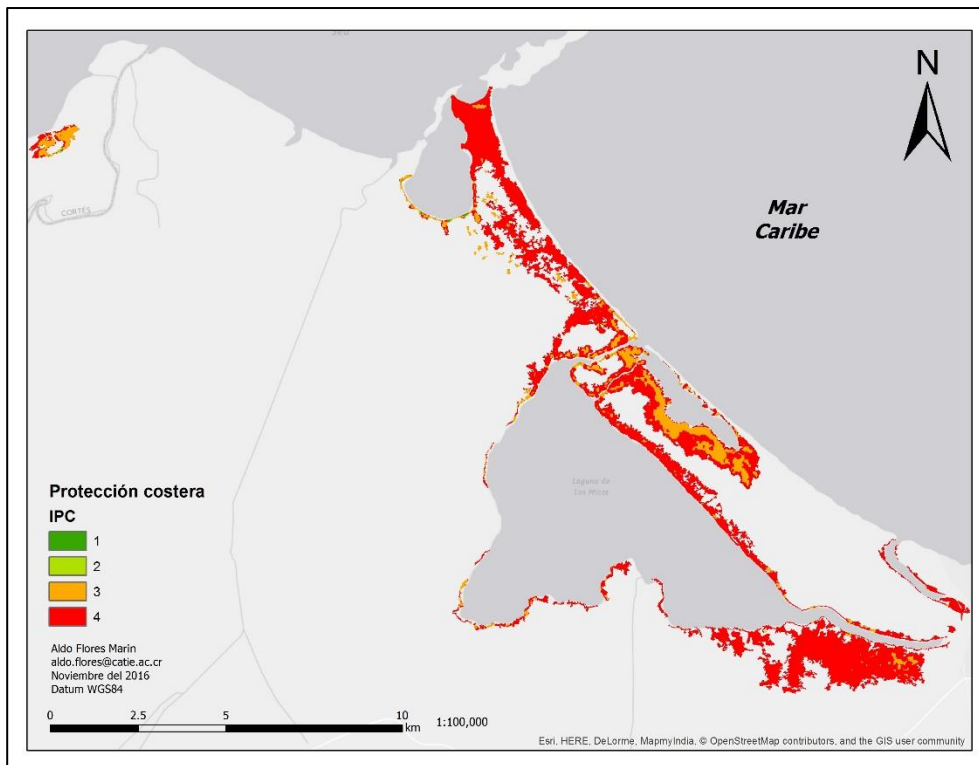 Sea
N
CORTÉS
Mar
Caribe
Laguna de
Los Micos
Protección costera
IPC
1
2
3
4
Aldo Flores Marin
aldo.flores@catie.ac.cr
Noviembre del 2016
Datum WGS84
0 2.5 5 10
km
1:100,000
Esri, HERE, DeLorme, MapmyIndia, © OpenStreetMap contributors, and the GIS user community